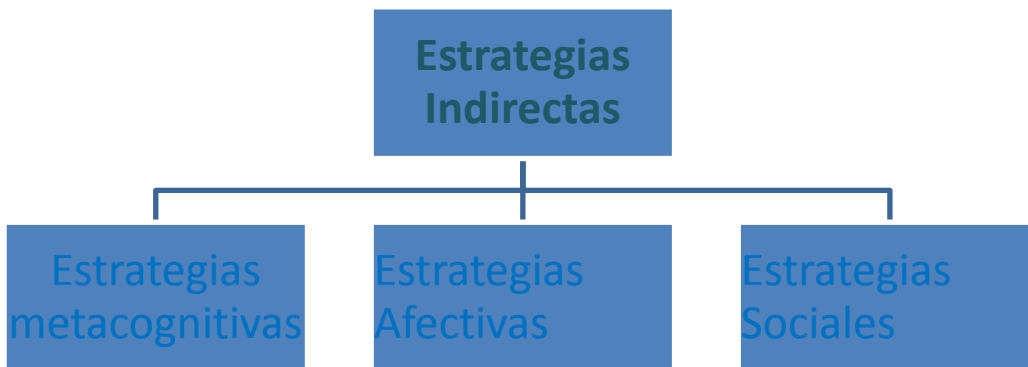 Estrategias
Indirectas
Estrategias
metacognitivas
Estrategias
Afectivas
Estrategias
Sociales